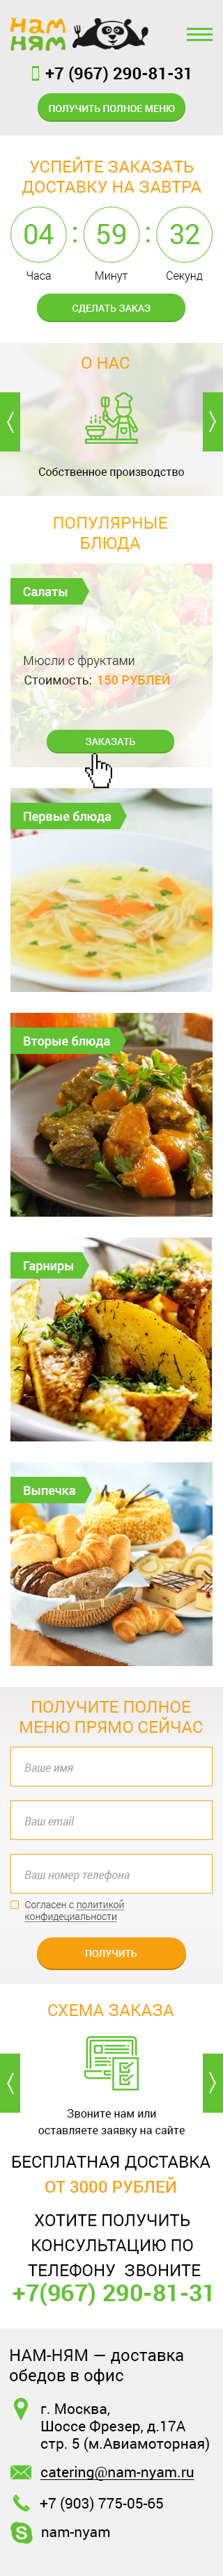 нам
ням
+7 (967) 290-81-31
ПОЛУЧИТЬ ПОЛНОЕ МЕНЮ
УСПЕЙТЕ ЗАКАЗАТЬ
ДОСТАВКУ НА ЗАВТРА
04 : 59 : 32
Часа Минут Секунд
СДЕЛАТЬ ЗАКАЗ
О НАС
Собственное производство
ПОПУЛЯРНЫЕ
БЛЮДА
Салаты
Мюсли с фруктами
Стоимость: 150 РУБЛЕЙ
ЗАКАЗАТЬ
Первые блюда
Вторые блюда
Гарниры
Выпечка
ПОЛУЧИТЕ ПОЛНОЕ
МЕНЮ ПРЯМО СЕЙЧАС
Ваше имя
Ваш email
Ваш номер телефона
Согласен с политикой
конфидециальности
ПОЛУЧИТЬ
СХЕМА ЗАКАЗА
Звоните нам или
оставляете заявку на сайте
БЕСПЛАТНАЯ ДОСТАВКА
ОТ 3000 РУБЛЕЙ
ХОТИТЕ ПОЛУЧИТЬ
КОНСУЛЬТАЦИЮ ПО
ТЕЛЕФОНУ ЗВОНИТЕ
+7(967) 290-81-31
НАМ-НЯМ — доставка
обедов в офис
г. Москва,
Шоссе Фрезер, д.17А
стр. 5 (м.Авиамоторная)
catering@nam-nyam.ru
+7 (903) 775-05-65
nam-nyam